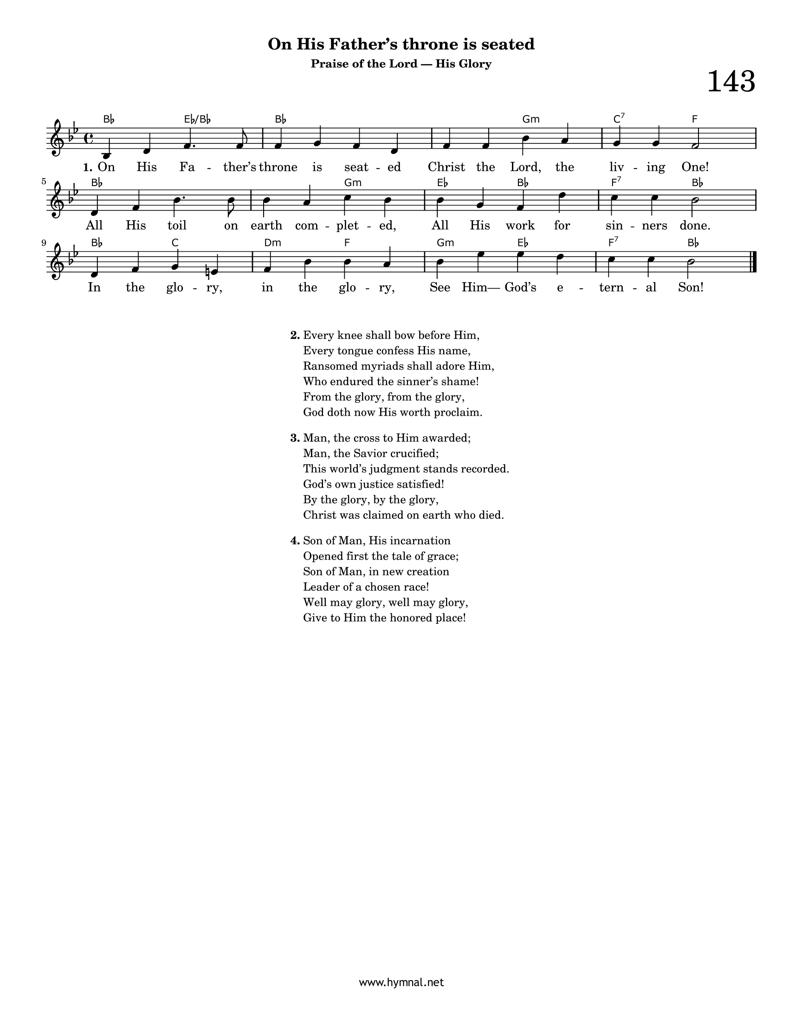 On His Father's throne is seated
Praise of the Lord — His Glory
143
B♭ E♭/B♭ B♭ Gm C7 F
1. On His Fa - ther's throne is seat - ed Christ the Lord, the liv - ing One!
5
B♭ Gm E♭ B♭ F7 B♭
All His toil on earth com - plet - ed, All His work for sin - ners done.
9
B♭ C Dm F Gm E♭ F7 B♭
In the glo - ry, in the glo - ry, See Him— God's e - tern - al Son!
2. Every knee shall bow before Him,
Every tongue confess His name,
Ransomed myriads shall adore Him,
Who endured the sinner's shame!
From the glory, from the glory,
God doth now His worth proclaim.
3. Man, the cross to Him awarded;
Man, the Savior crucified;
This world's judgment stands recorded.
God's own justice satisfied!
By the glory, by the glory,
Christ was claimed on earth who died.
4. Son of Man, His incarnation
Opened first the tale of grace;
Son of Man, in new creation
Leader of a chosen race!
Well may glory, well may glory,
Give to Him the honored place!
www.hymnal.net